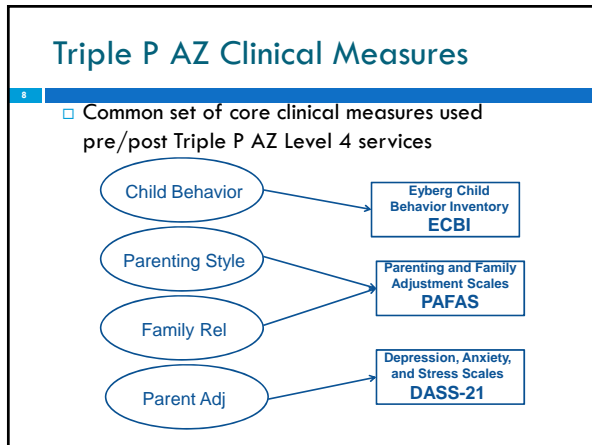 Triple P AZ Clinical Measures
8
Common set of core clinical measures used
pre/post Triple P AZ Level 4 services
Child Behavior
Eyberg Child
Behavior Inventory
ECBI
Parenting Style
Parenting and Family
Adjustment Scales
PAFAS
Family Rel
Depression, Anxiety,
and Stress Scales
DASS-21
Parent Adj